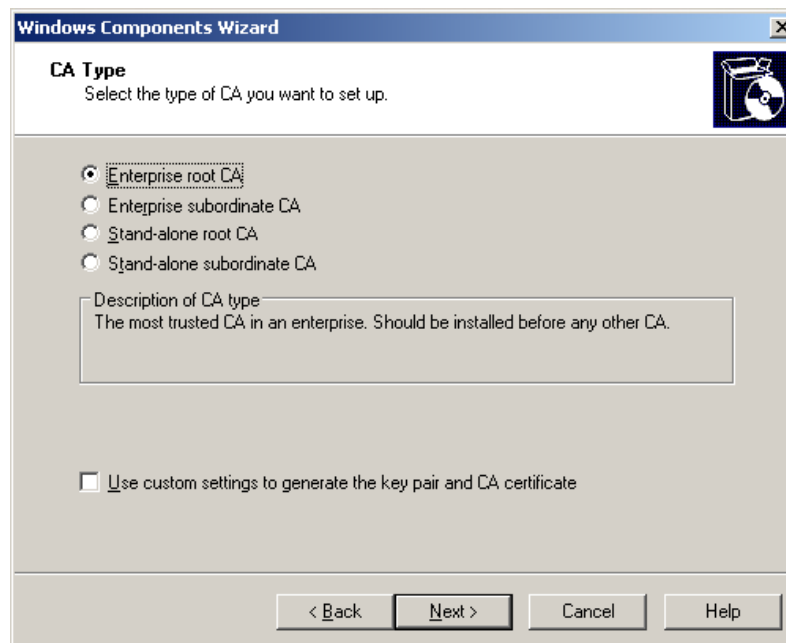 Windows Components Wizard
CA Type
Select the type of CA you want to set up.
Enterprise root CA
Enterprise subordinate CA
Stand-alone root CA
Stand-alone subordinate CA
Description of CA type
The most trusted CA in an enterprise. Should be installed before any other CA.
Use custom settings to generate the key pair and CA certificate
< Back
Next >
Cancel
Help